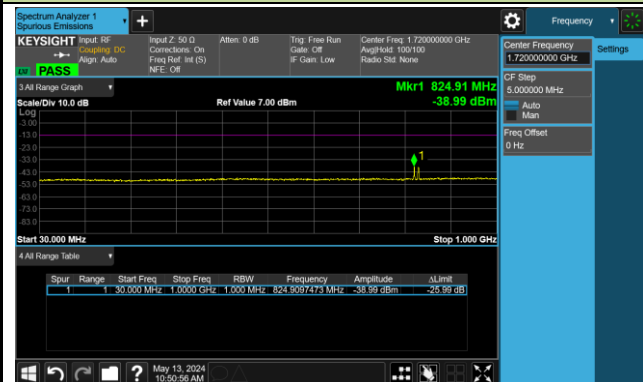 Spectrum Analyzer 1
Spurious Emissions
Frequency
KEYSIGHT
Input: RF
Coupling: DC
Align: Auto
Input Z: 50 Ω
Corrections: On
Freq Ref: Int (S)
NFE: Off
Atten: 0 dB
Trig: Free Run
Gate: Off
IF Gain: Low
Center Freq: 1.720000000 GHz
Avg|Hold: 100/100
Radio Std: None
PASS
Center Frequency
1.72000000 GHz
Settings
CF Step
5.000000 MHz
Auto
Man
Freq Offset
0 Hz
3 All Range Graph
Mkr1 824.91 MHz
Scale/Div 10.0 dB
Ref Value 7.00 dBm
-38.99 dBm
Log
-3.00
-13.0
-23.0
-33.0
-43.0
-53.0
-63.0
-73.0
-83.0
1
Start 30.000 MHz
Stop 1.000 GHz
4 All Range Table
Spur Range Start Freq Stop Freq RBW Frequency Amplitude ΔLimit
1 1 30.000 MHz 1.0000 GHz 1.000 MHz 824.9097473 MHz -38.99 dBm -25.99 dB
May 13, 2024
10:50:56 AM